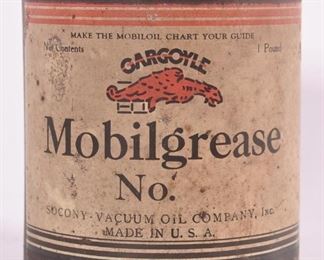 MAKE THE MOBILOIL CHART YOUR GUIDE
Net Contents 1 Pound
GARGOYLE
Mobilgrease
No.
SOCONY-VACUUM OIL COMPANY, Inc.
MADE IN U.S.A.